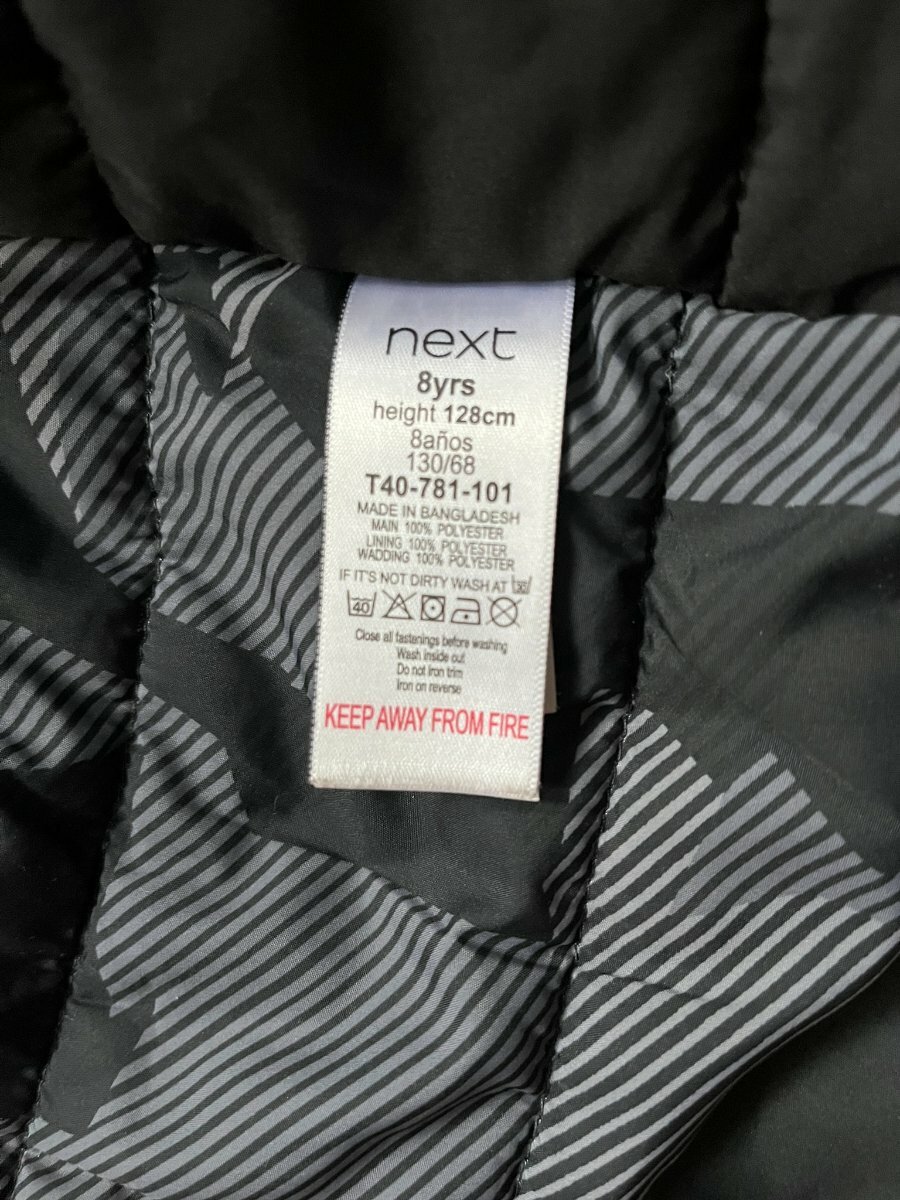 next
8yrs
height 128cm
8años
130/68
T40-781-101
MADE IN BANGLADESH
MAIN 100% POLYESTER
LINING 100% POLYESTER
WADDING 100% POLYESTER
IF IT'S NOT DIRTY WASH AT 30
40
Close all fastenings before washing
Wash inside out
Do not iron trim
Iron on reverse
KEEP AWAY FROM FIRE